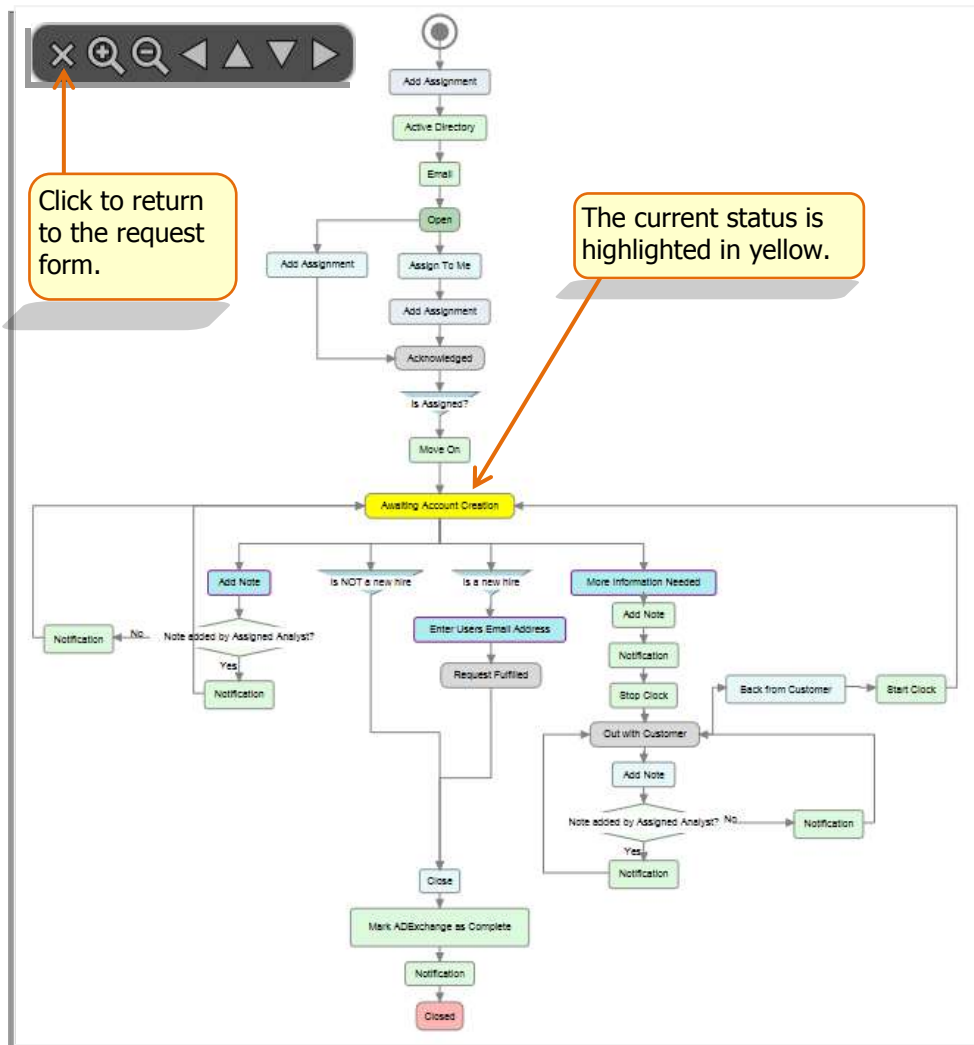 Add Assignment
Active Directory
Email
Click to return
to the request
form.
Open
The current status is
highlighted in yellow.
Add Assignment
Assign To Me
Add Assignment
Acknowledged
Is Assigned?
Move On
Awaiting Account Creation
Add Note
Is NOT a new hire
Is a new hire
More Information Needed
Notification
No
Note added by Assigned Analyst?
Enter Users Email Address
Add Note
Yes
Notification
Request Fulfilled
Notification
Stop Clock
Back from Customer
Start Clock
Out with Customer
Add Note
Note added by Assigned Analyst?
No
Notification
Yes
Notification
Close
Mark ADExchange as Complete
Notification
Closed